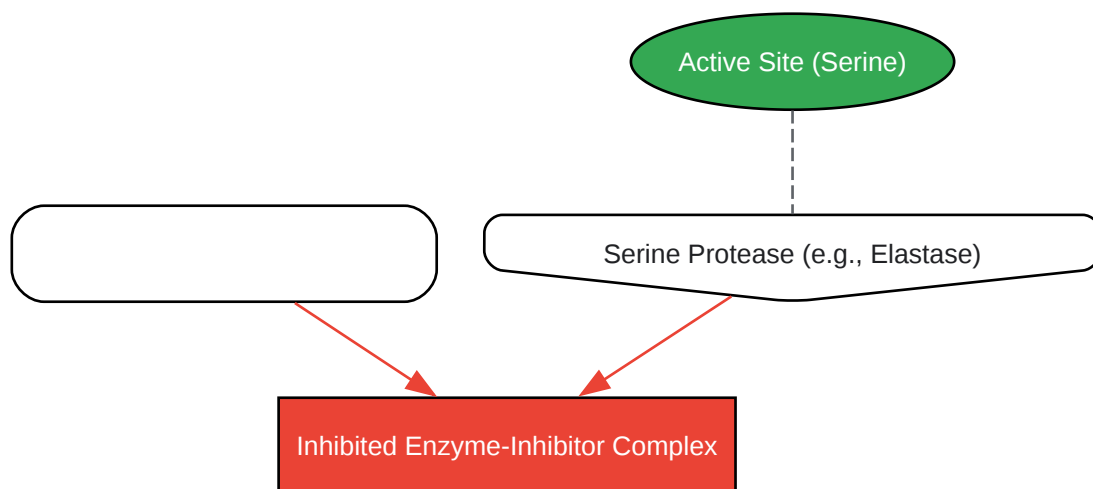 Active Site (Serine)
Serine Protease (e.g., Elastase)
Inhibited Enzyme-Inhibitor Complex